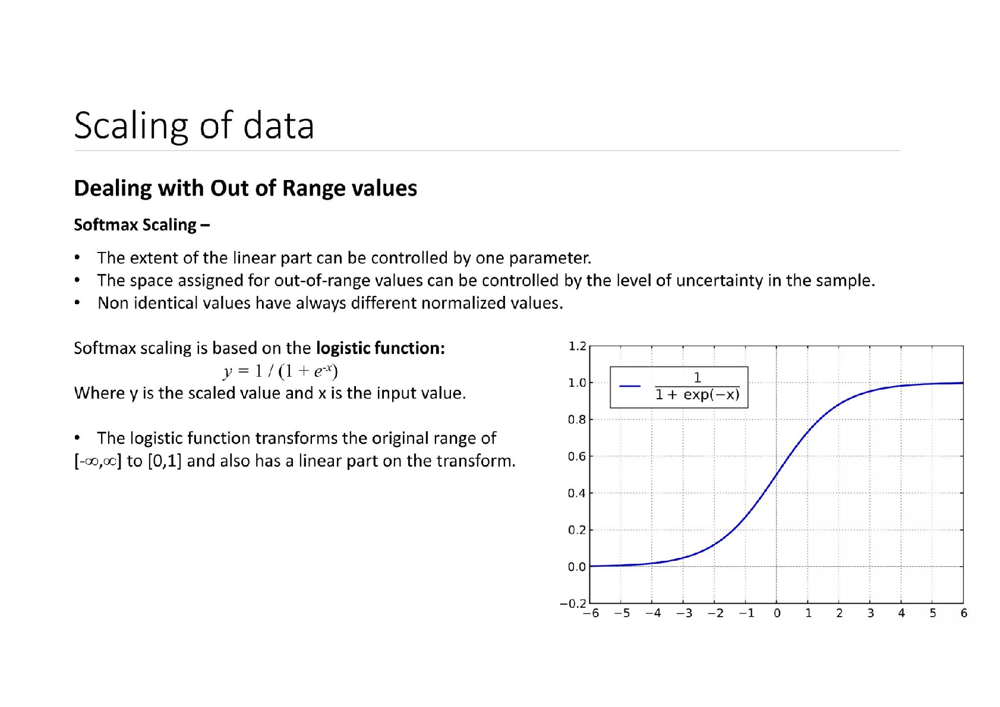 Scaling of data
Dealing with Out of Range values
Softmax Scaling –
• The extent of the linear part can be controlled by one parameter.
• The space assigned for out-of-range values can be controlled by the level of uncertainty in the sample.
• Non identical values have always different normalized values.
Softmax scaling is based on the logistic function:
y = 1 / (1 + e-x)
Where y is the scaled value and x is the input value.
• The logistic function transforms the original range of
[-∞,∞] to [0,1] and also has a linear part on the transform.
1.2
1.0
0.8
0.6
0.4
0.2
0.0
−0.2
1
1 + exp(−x)
−6 −5 −4 −3 −2 −1 0 1 2 3 4 5 6